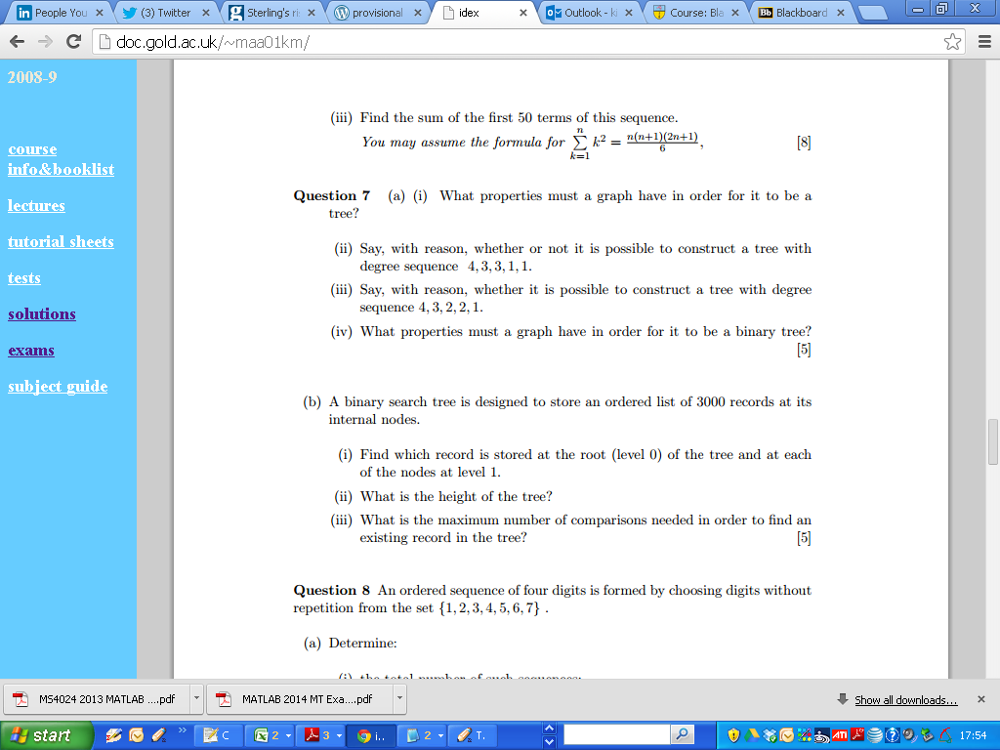 People You
(3) Twitter
Sterling's ri
provisional
idex
Outlook - ki
Course: Bla
Blackboard
doc.gold.ac.uk/~maa01km/
2008-9
course
info&booklist
lectures
tutorial sheets
tests
solutions
exams
subject guide
(iii) Find the sum of the first 50 terms of this sequence.
You may assume the formula for \sum_{k=1}^{n} k² = n(n+1)(2n+1)/6, [8]
Question 7 (a) (i) What properties must a graph have in order for it to be a
tree?
(ii) Say, with reason, whether or not it is possible to construct a tree with
degree sequence 4, 3, 3, 1, 1.
(iii) Say, with reason, whether it is possible to construct a tree with degree
sequence 4, 3, 2, 2, 1.
(iv) What properties must a graph have in order for it to be a binary tree?
[5]
(b) A binary search tree is designed to store an ordered list of 3000 records at its
internal nodes.
(i) Find which record is stored at the root (level 0) of the tree and at each
of the nodes at level 1.
(ii) What is the height of the tree?
(iii) What is the maximum number of comparisons needed in order to find an
existing record in the tree? [5]
Question 8 An ordered sequence of four digits is formed by choosing digits without
repetition from the set {1, 2, 3, 4, 5, 6, 7} .
(a) Determine:
(i) the total number of such sequences;
MS4024 2013 MATLAB ....pdf
MATLAB 2014 MT Exa....pdf
Show all downloads...
start
C
2
3
i..
2
T.
17:54